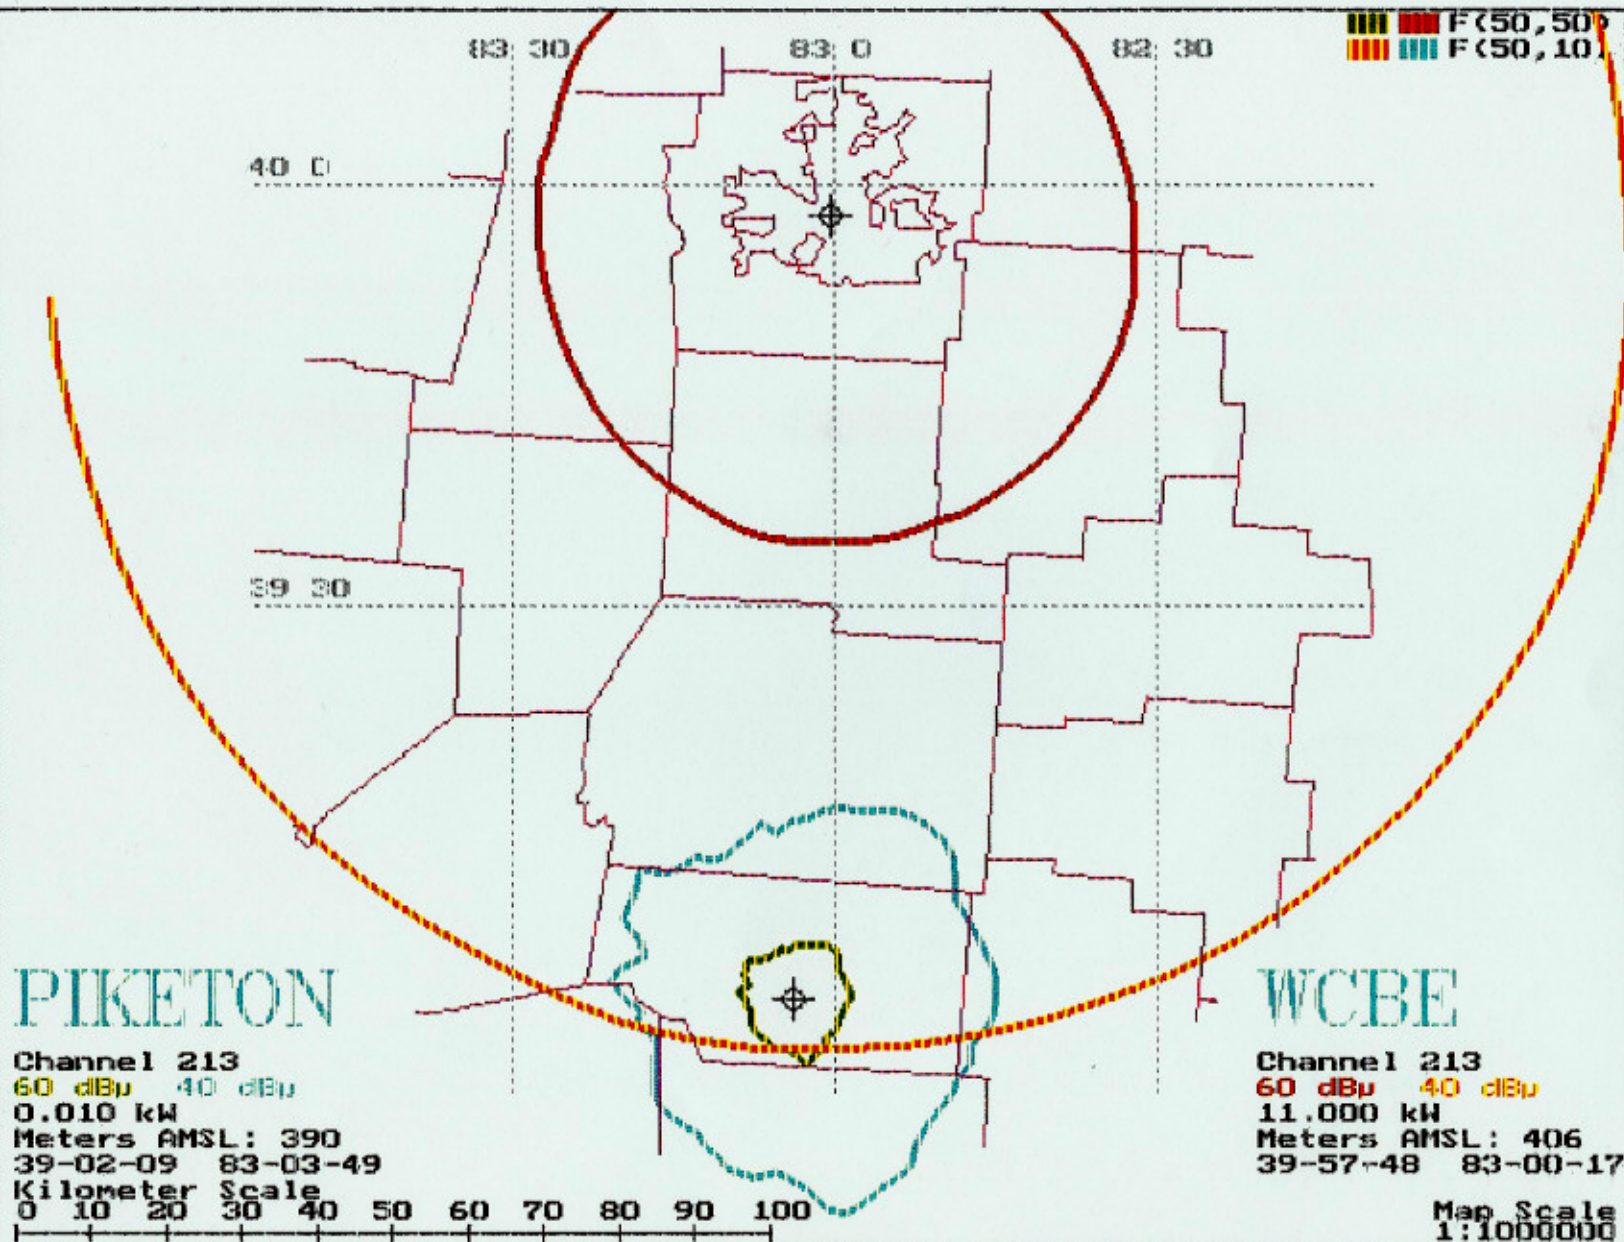 83 30 83 0 82 30 F(50,50)
F(50,10)
40 0
39 30
PIKETON
Channel 213
60 dBµ 40 dBµ
0.010 kW
Meters AMSL: 390
39-02-09 83-03-49
Kilometer Scale
0 10 20 30 40 50 60 70 80 90 100
WCBE
Channel 213
60 dBµ 40 dBµ
11.000 kW
Meters AMSL: 406
39-57-48 83-00-17
Map Scale
1:1000000